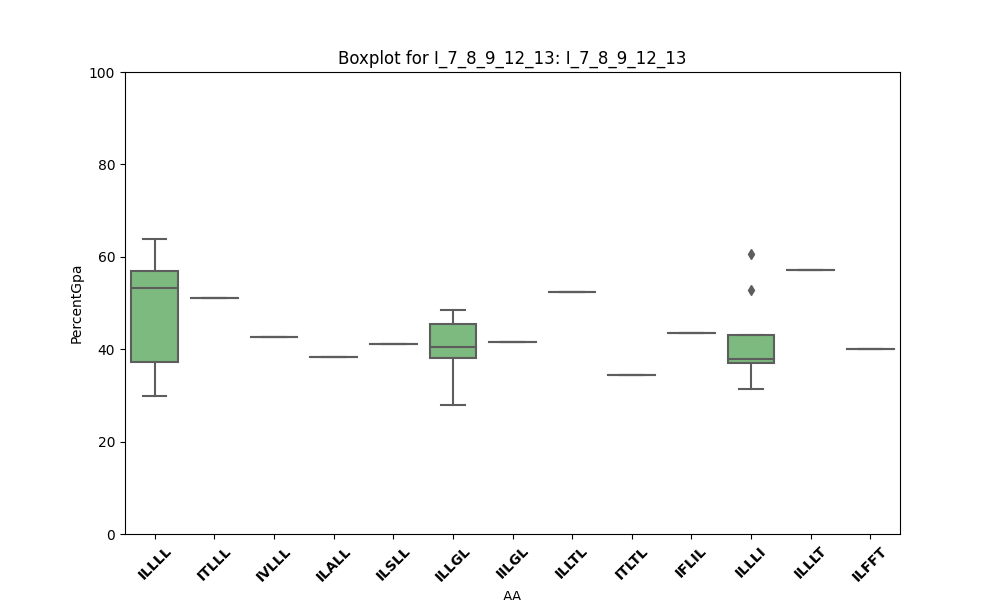 Boxplot for I_7_8_9_12_13: I_7_8_9_12_13
100
80
60
40
20
0
PercentGpa
ILLLL
ITLLL
IVLLL
ILALL
ILSLL
ILLGL
IILGL
ILLTL
ITLTL
IFLIL
ILLLI
ILLLT
ILFFT
AA